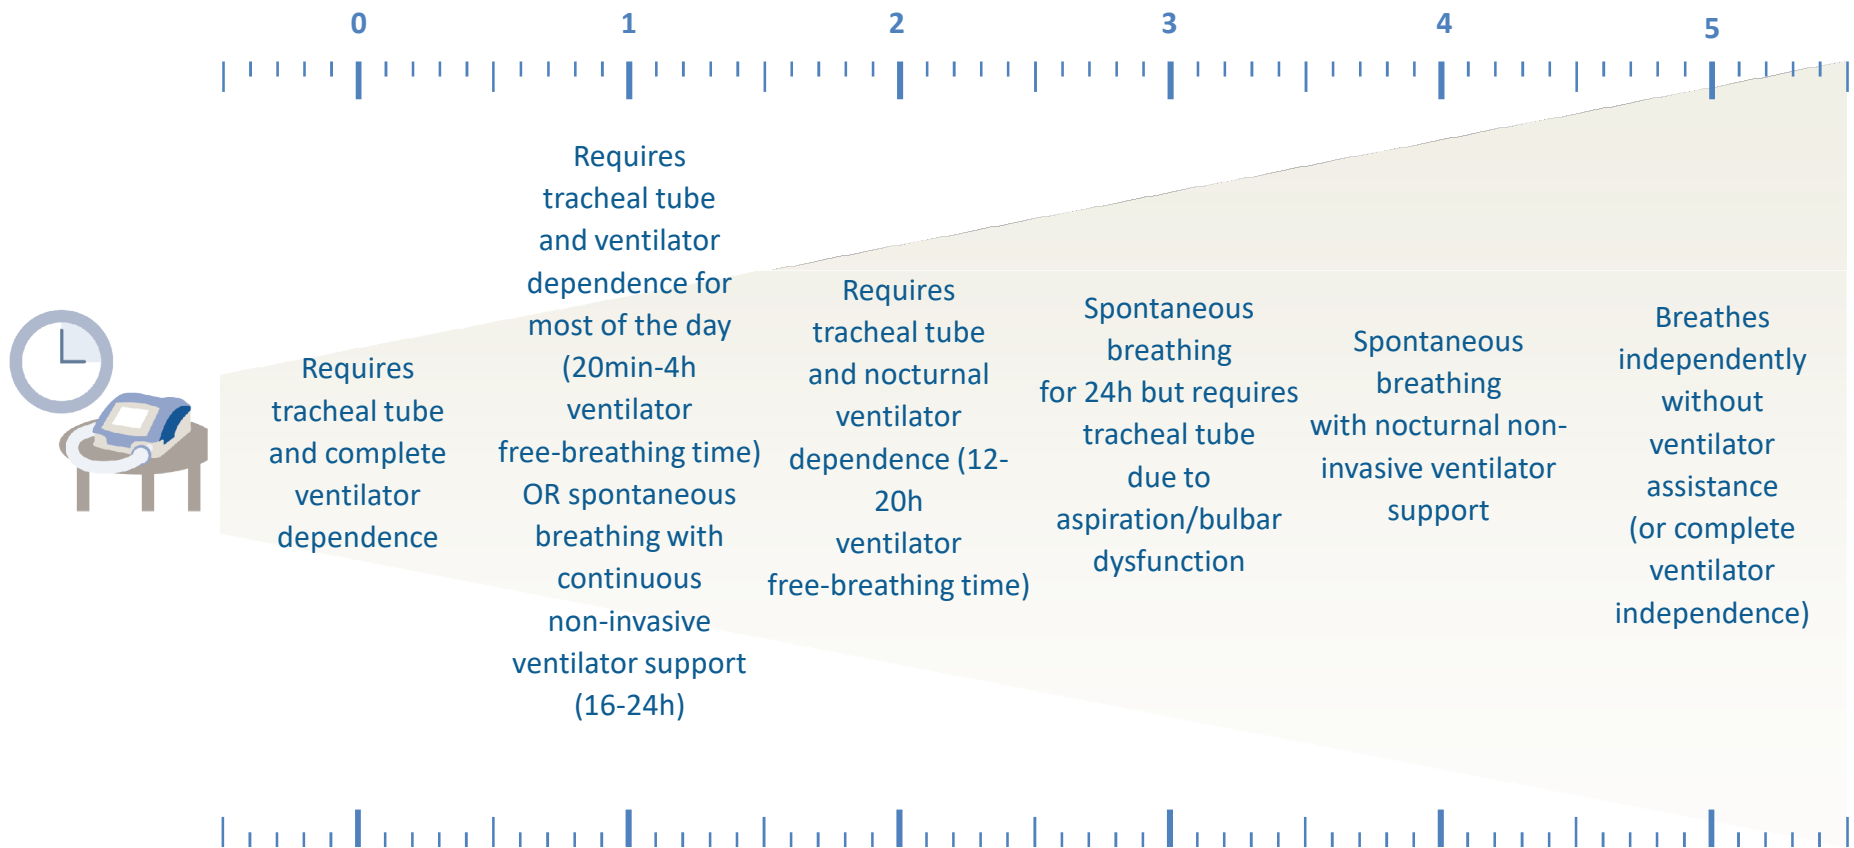 0
1
2
3
4
5
Requires
tracheal tube
and complete
ventilator
dependence
Requires
tracheal tube
and ventilator
dependence for
most of the day
(20min-4h
ventilator
free-breathing time)
OR spontaneous
breathing with
continuous
non-invasive
ventilator support
(16-24h)
Requires
tracheal tube
and nocturnal
ventilator
dependence (12-
20h
ventilator
free-breathing time)
Spontaneous
breathing
for 24h but requires
tracheal tube
due to
aspiration/bulbar
dysfunction
Spontaneous
breathing
with nocturnal non-
invasive ventilator
support
Breathes
independently
without
ventilator
assistance
(or complete
ventilator
independence)